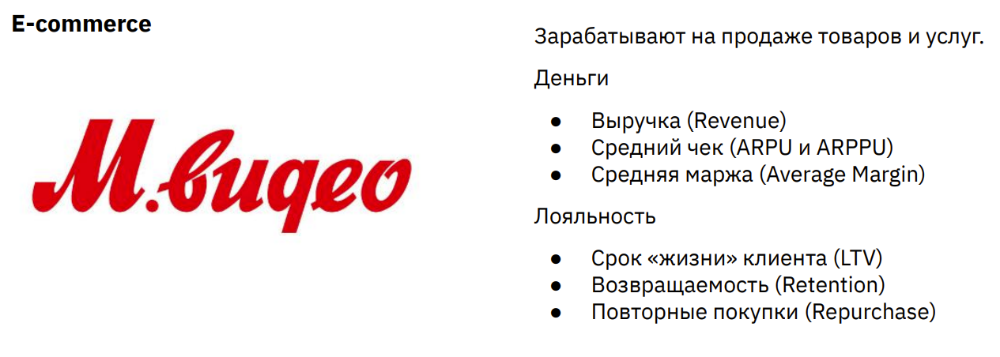 E-commerce
М.видео
Зарабатывают на продаже товаров и услуг.
Деньги
● Выручка (Revenue)
● Средний чек (ARPU и ARPPU)
● Средняя маржа (Average Margin)
Лояльность
● Срок «жизни» клиента (LTV)
● Возвращаемость (Retention)
● Повторные покупки (Repurchase)